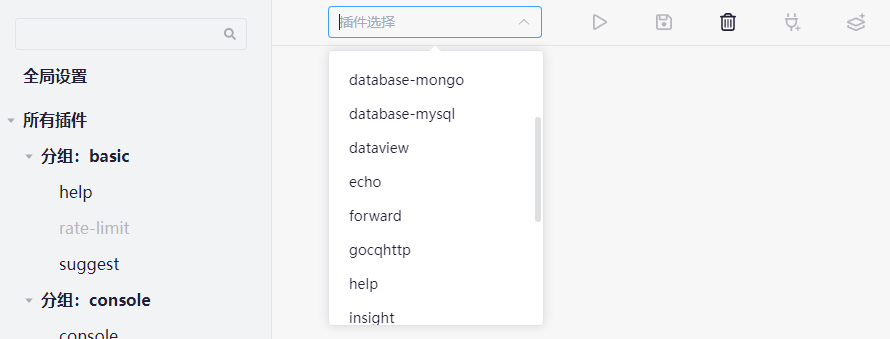 全局设置
所有插件
分组：basic
help
rate-limit
suggest
分组：console
console
插件选择
database-mongo
database-mysql
dataview
echo
forward
gocqhttp
help
insight